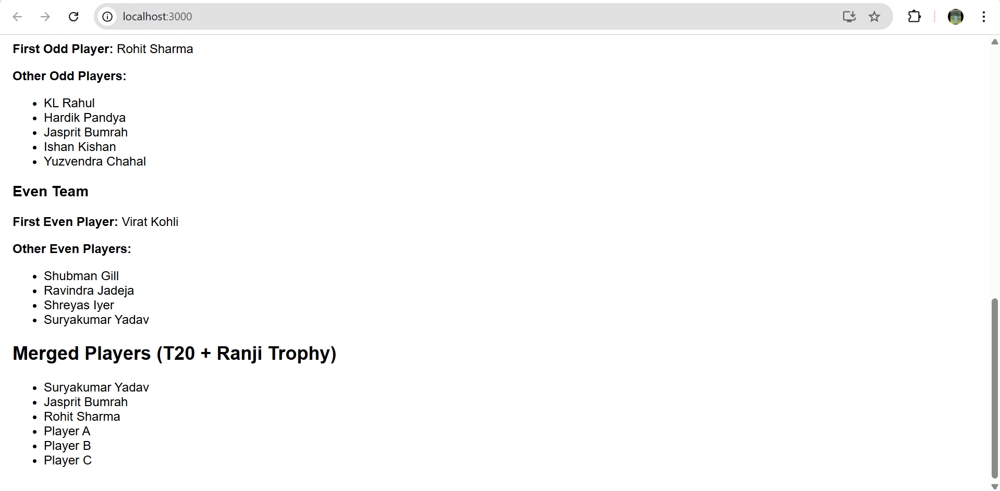 localhost:3000
First Odd Player: Rohit Sharma
Other Odd Players:
KL Rahul
Hardik Pandya
Jasprit Bumrah
Ishan Kishan
Yuzvendra Chahal
Even Team
First Even Player: Virat Kohli
Other Even Players:
Shubman Gill
Ravindra Jadeja
Shreyas Iyer
Suryakumar Yadav
Merged Players (T20 + Ranji Trophy)
Suryakumar Yadav
Jasprit Bumrah
Rohit Sharma
Player A
Player B
Player C